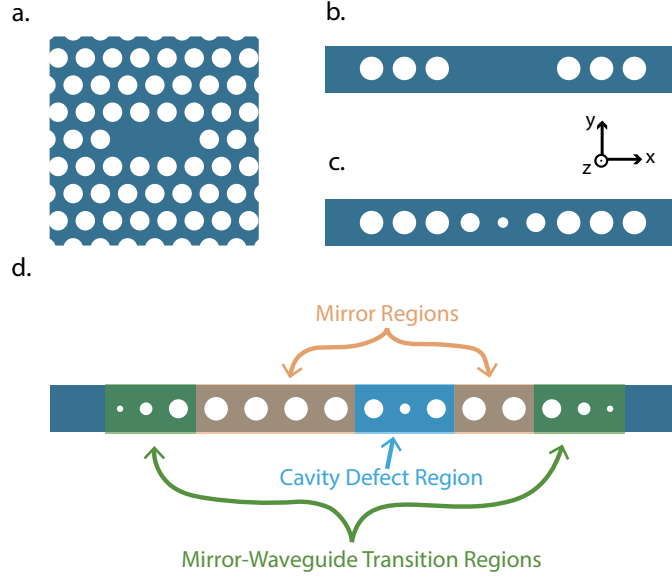 a.
b.
y
x
z
c.
d.
Mirror Regions
Cavity Defect Region
Mirror-Waveguide Transition Regions